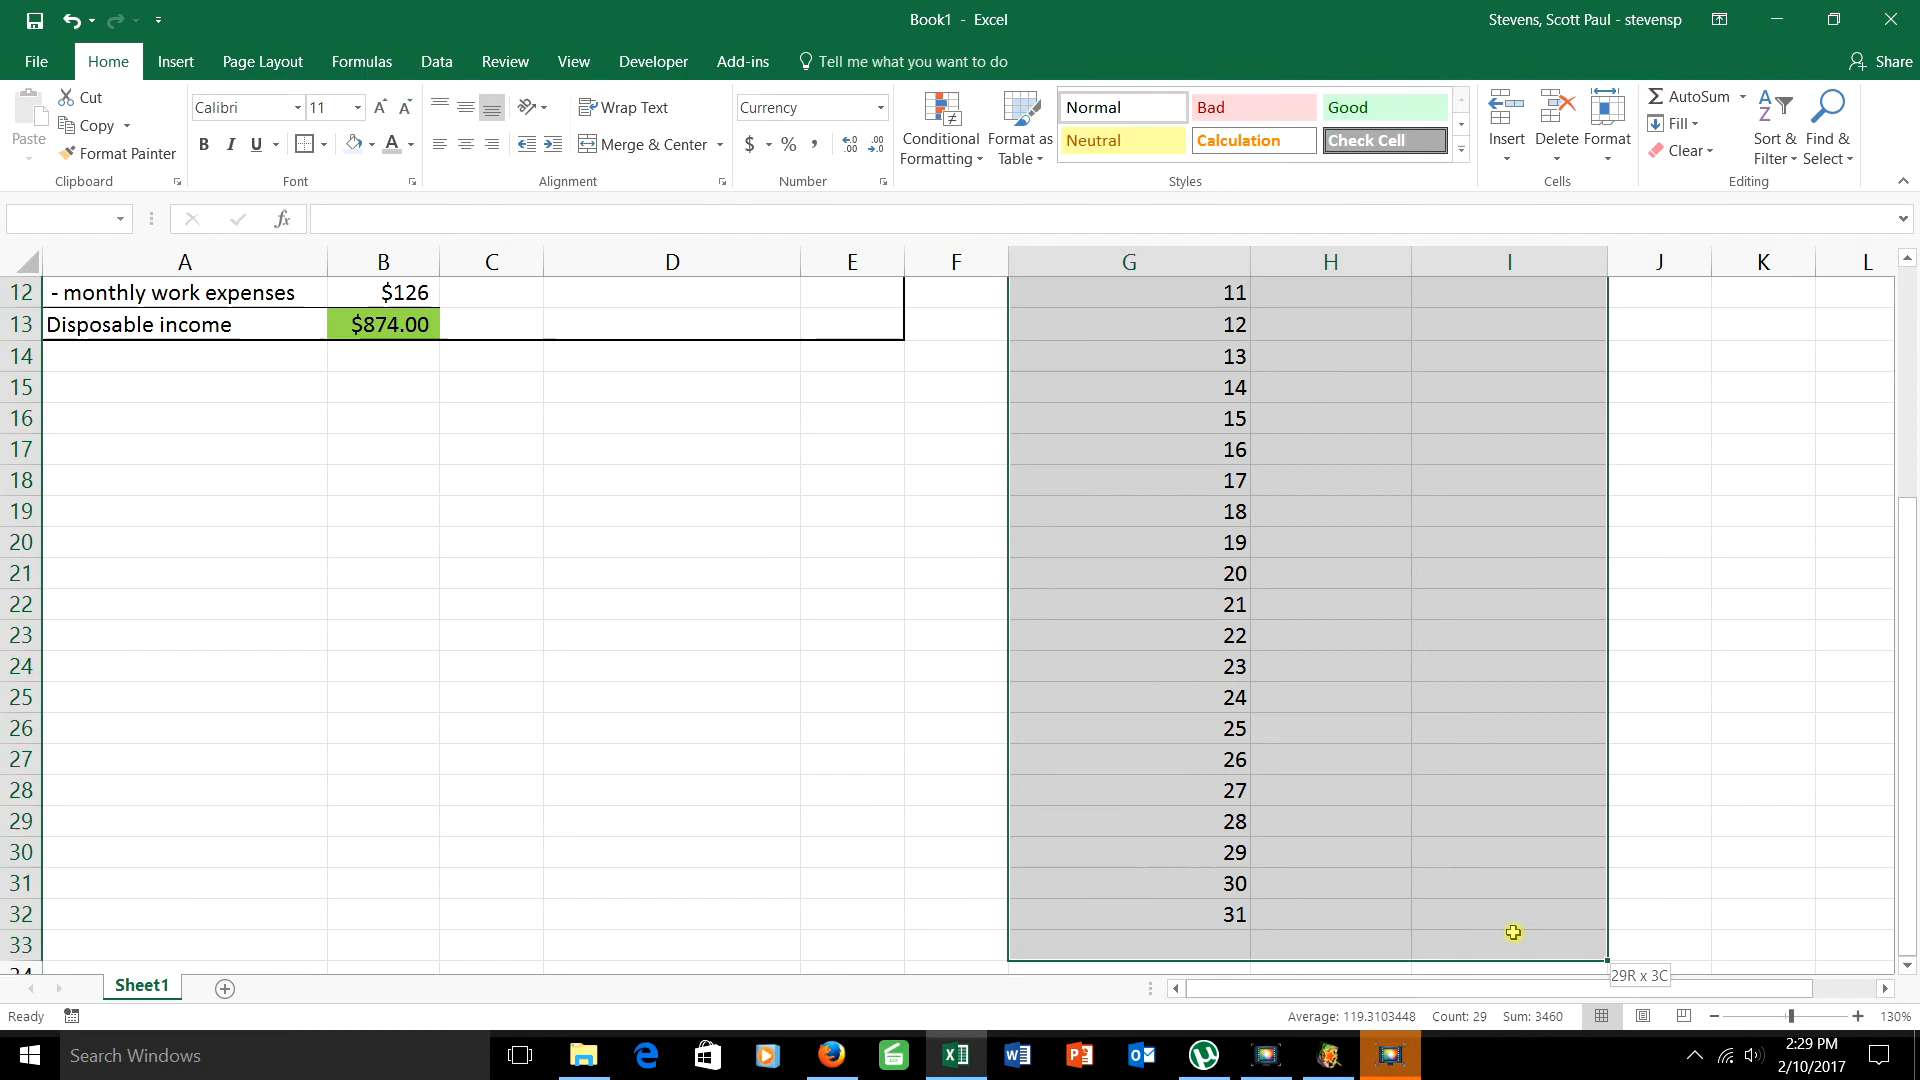 Book1 - Excel
Stevens, Scott Paul - stevensp
File Home Insert Page Layout Formulas Data Review View Developer Add-ins Tell me what you want to do Share
Paste
Cut
Copy
Format Painter
Clipboard
Calibri 11
B I U
Font
Wrap Text
Merge & Center
Alignment
Currency
$ % ,
Number
Conditional Formatting
Format as Table
Normal Bad Good
Neutral Calculation Check Cell
Styles
Insert Delete Format
Cells
AutoSum
Fill
Clear
Sort & Filter
Find & Select
Editing
fx
A B C D E F G H I J K L
12 - monthly work expenses $126 11
13 Disposable income $874.00 12
14 13
15 14
16 15
17 16
18 17
19 18
20 19
21 20
22 21
23 22
24 23
25 24
26 25
27 26
28 27
29 28
30 29
31 30
32 31
33
34
29R x 3C
Sheet1
Ready Average: 119.3103448 Count: 29 Sum: 3460 130%
Search Windows
2:29 PM
2/10/2017